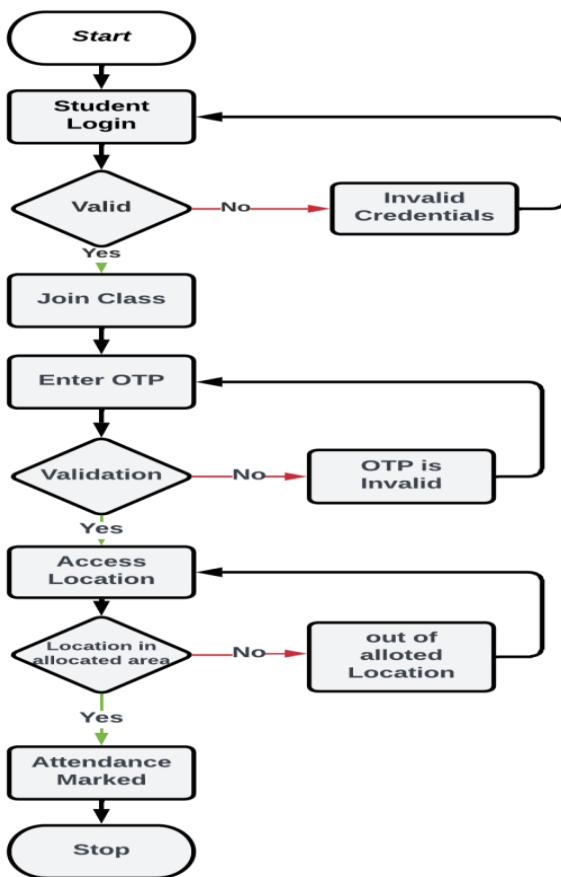 Start
Student
Login
Valid
No
Invalid
Credentials
Yes
Join Class
Enter OTP
Validation
No
OTP is
Invalid
Yes
Access
Location
Location in
allocated area
No
out of
alloted
Location
Yes
Attendance
Marked
Stop